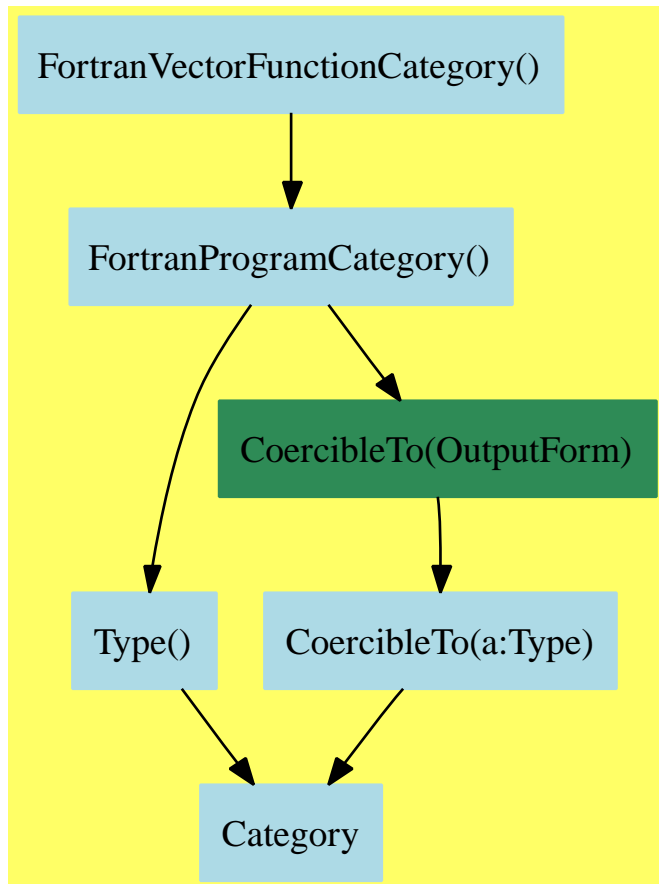 FortranVectorFunctionCategory()
FortranProgramCategory()
CoercibleTo(OutputForm)
Type()
CoercibleTo(a:Type)
Category